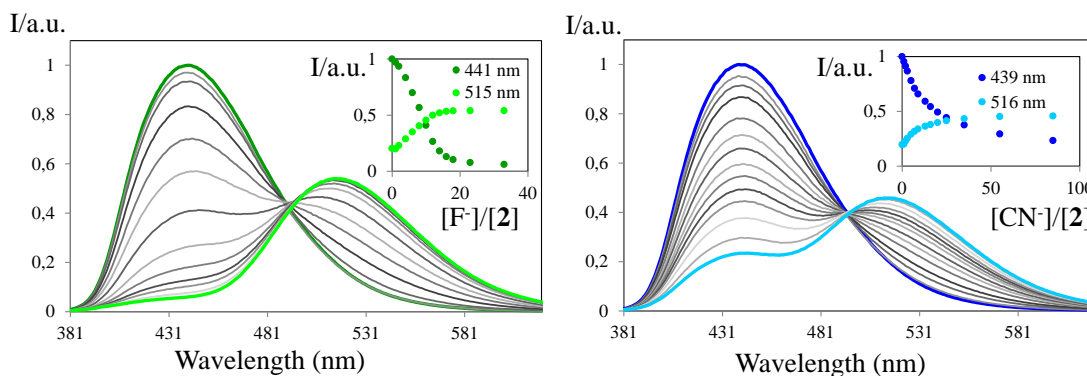 I/a.u.
1
0,8
0,6
0,4
0,2
0
381
431
481
531
581
Wavelength (nm)
I/a.u.
1
0,5
0
0
20
40
441 nm
515 nm
[F-]/[2]
I/a.u.
1
0,8
0,6
0,4
0,2
0
381
431
481
531
581
Wavelength (nm)
I/a.u.
1
0,5
0
0
50
100
439 nm
516 nm
[CN-]/[2]